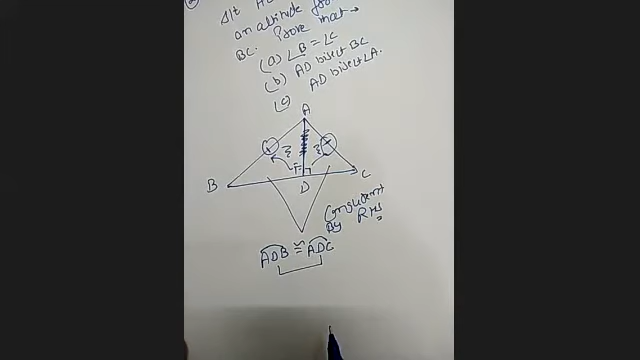 an altitude
BC. Prove that →
(a) ∠B = ∠C
(b) AD bisect BC
(c) AD bisect ∠A.
A
B
D
C
Congruent
By RHS
ADB ≅ ADC